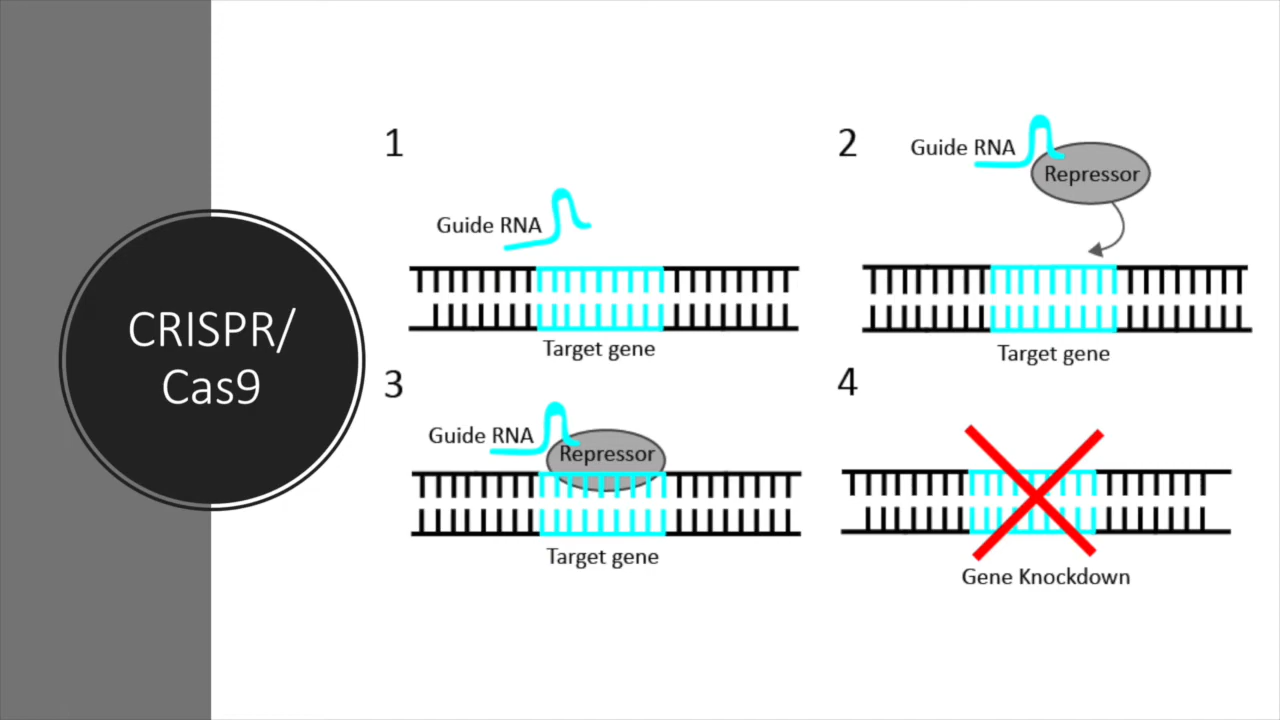 CRISPR/
Cas9
1
Guide RNA
Target gene
2
Guide RNA
Repressor
Target gene
3
Guide RNA
Repressor
Target gene
4
Gene Knockdown